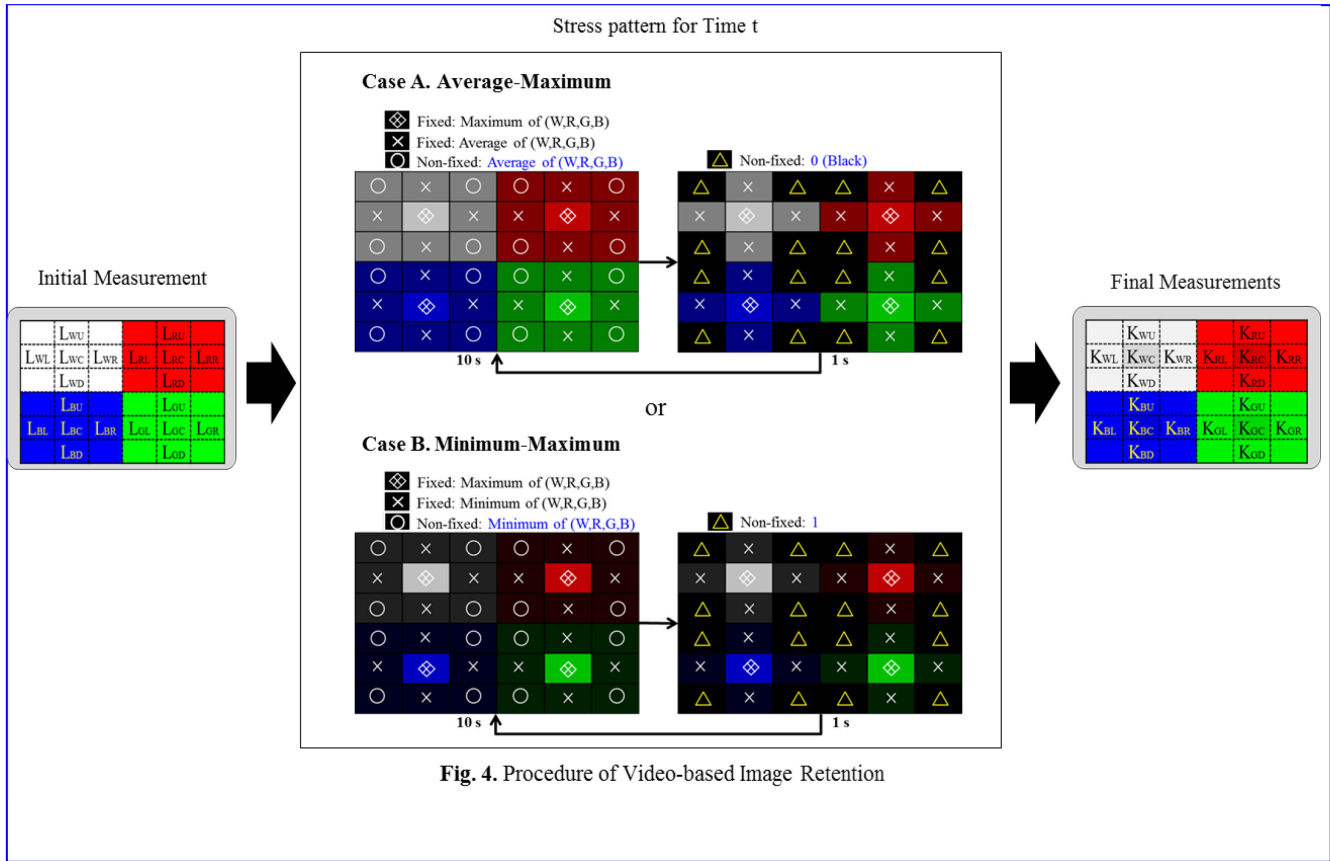 Stress pattern for Time t
Case A. Average-Maximum
Fixed: Maximum of (W,R,G,B)
Fixed: Average of (W,R,G,B)
Non-fixed: Average of (W,R,G,B)
Non-fixed: 0 (Black)
10 s
1 s
or
Case B. Minimum-Maximum
Fixed: Maximum of (W,R,G,B)
Fixed: Minimum of (W,R,G,B)
Non-fixed: Minimum of (W,R,G,B)
Non-fixed: 1
10 s
1 s
Initial Measurement
LWU LRU
LWL LWC LWR LRL LRC LRR
LWD LRD
LBU LGU
LBL LBC LBR LGL LGC LGR
LBD LGD
Final Measurements
KWU KRU
KWL KWC KWR KRL KRC KRR
KWD KRD
KBU KGU
KBL KBC KBR KGL KGC KGR
KBD KGD
Fig. 4. Procedure of Video-based Image Retention